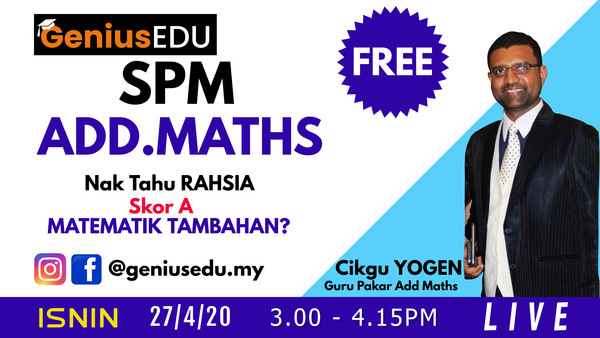 GeniusEDU
SPM
ADD.MATHS
FREE
Nak Tahu RAHSIA
Skor A
MATEMATIK TAMBAHAN?
@geniusedu.my
Cikgu YOGEN
Guru Pakar Add Maths
ISNIN 27/4/20 3.00 - 4.15PM LIVE